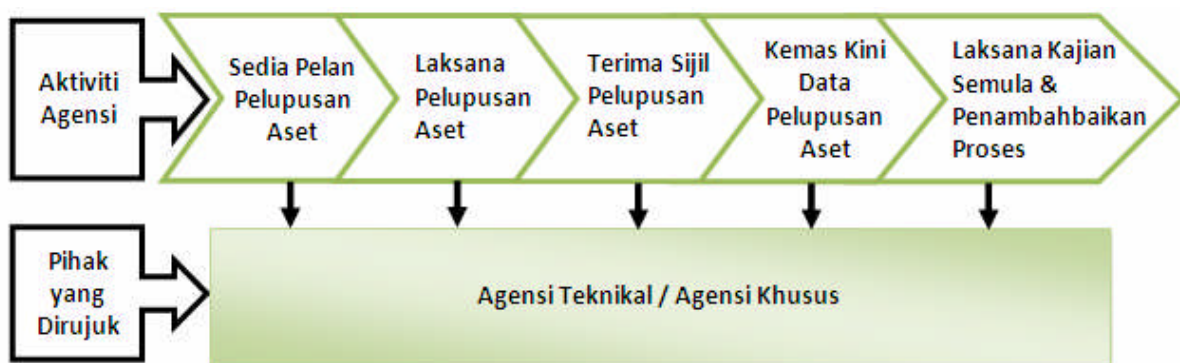 Aktiviti
Agensi
Sedia Pelan
Pelupusan
Aset
Laksana
Pelupusan
Aset
Terima Sijil
Pelupusan
Aset
Kemas Kini
Data
Pelupusan
Aset
Laksana Kajian
Semula &
Penambahbaikan
Proses
Pihak
yang
Dirujuk
Agensi Teknikal / Agensi Khusus